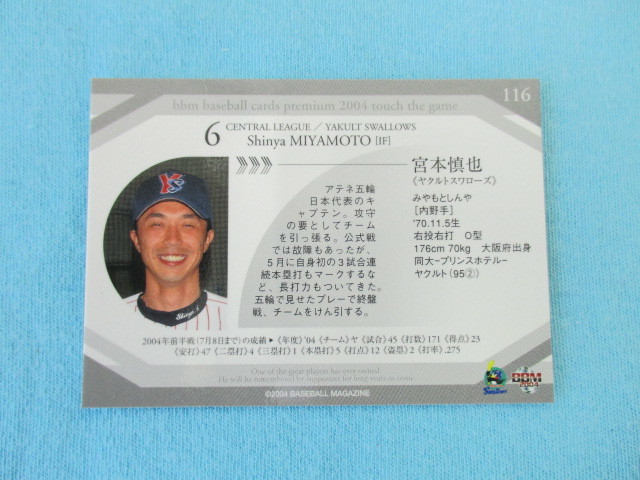 116
bbm baseball cards premium 2004 touch the game
6 CENTRAL LEAGUE / YAKULT SWALLOWS
Shinya MIYAMOTO [IF]
宮本慎也
《ヤクルトスワローズ》
アテネ五輪
日本代表のキ
ャプテン。攻守
の要としてチーム
を引っ張る。公式戦
では故障もあったが、
5月に自身初の3試合連
続本塁打もマークするな
ど、長打力もついてきた。
五輪で見せたプレーで終盤
戦、チームをけん引する。
みやもとしんや
[内野手]
'70.11.5生
右投右打 O型
176cm 70kg 大阪府出身
同大−プリンスホテル−
ヤクルト(95②)
2004年前半戦(7月8日まで)の成績▶《年度》'04《チーム》ヤ《試合》45《打数》171《得点》23
《安打》47《二塁打》4《三塁打》1《本塁打》5《打点》12《盗塁》2《打率》.275
One of the great players has ever owned.
He will be remembered by supporters for long years to come
©2004 BASEBALL MAGAZINE
Swallows
BBM
2004
YS
Shinya